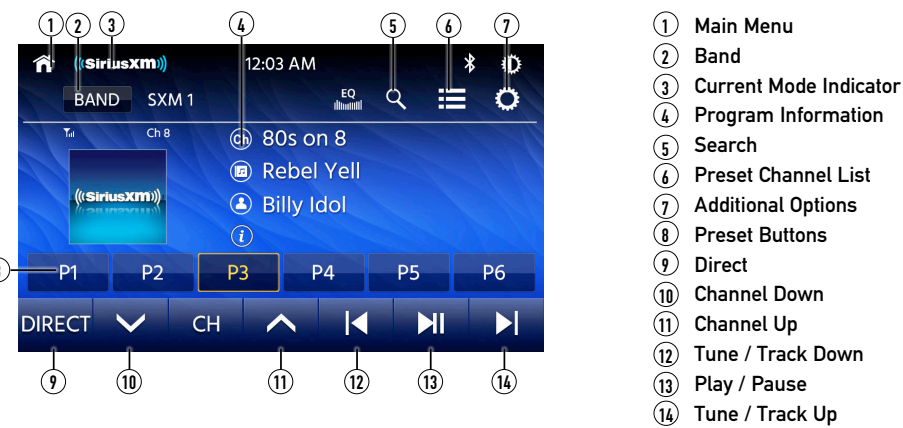 1 2 3 4 5 6 7
((SiriusXM)) 12:03 AM
BAND SXM 1 EQ
Ch 8
Ch 80s on 8
Rebel Yell
((SiriusXM))
Billy Idol
i
P1 P2 P3 P4 P5 P6
DIRECT CH
9 10 11 12 13 14
1 Main Menu
2 Band
3 Current Mode Indicator
4 Program Information
5 Search
6 Preset Channel List
7 Additional Options
8 Preset Buttons
9 Direct
10 Channel Down
11 Channel Up
12 Tune / Track Down
13 Play / Pause
14 Tune / Track Up